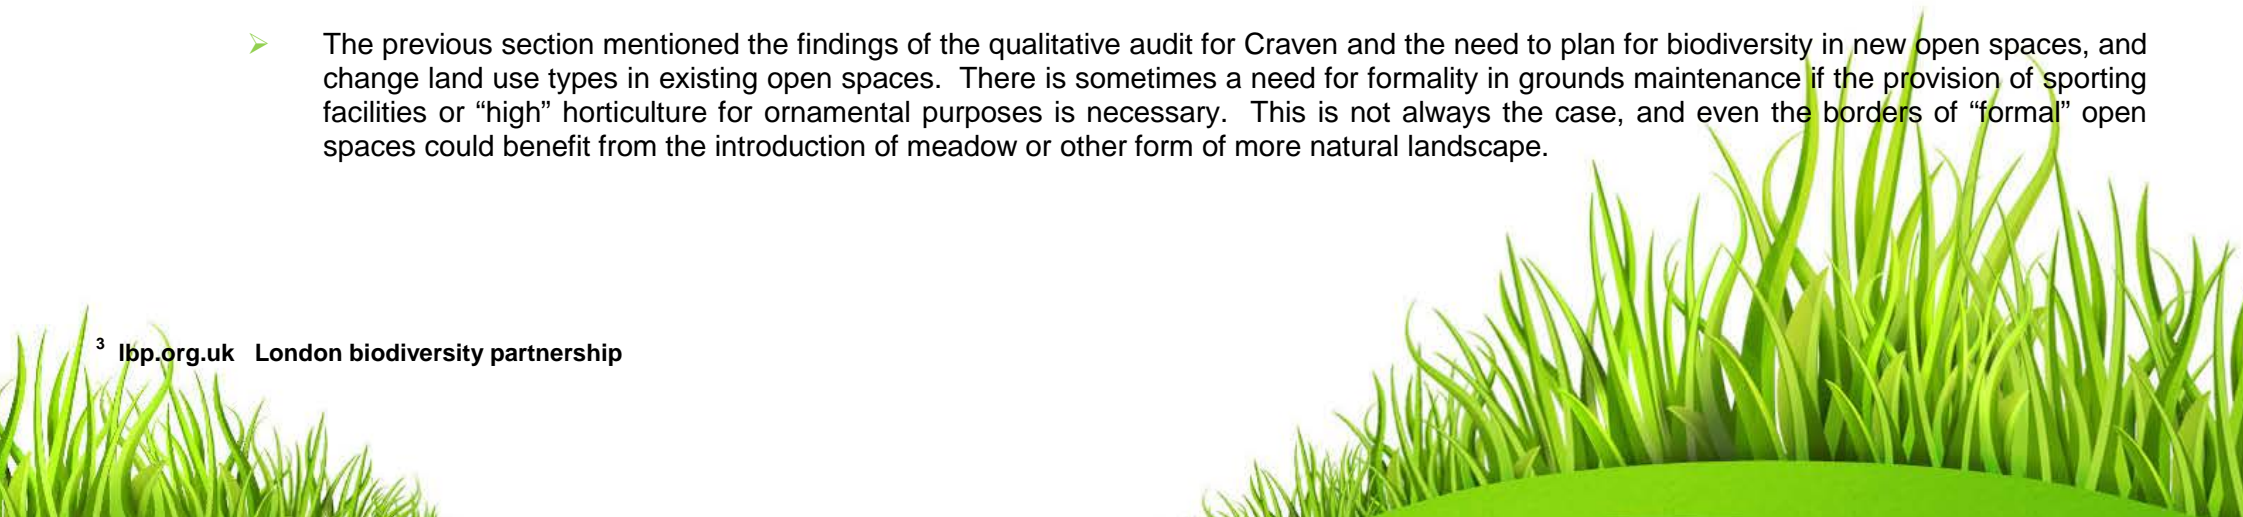 ➢ The previous section mentioned the findings of the qualitative audit for Craven and the need to plan for biodiversity in new open spaces, and
change land use types in existing open spaces.  There is sometimes a need for formality in grounds maintenance if the provision of sporting
facilities or “high” horticulture for ornamental purposes is necessary.  This is not always the case, and even the borders of “formal” open
spaces could benefit from the introduction of meadow or other form of more natural landscape.
3 lbp.org.uk  London biodiversity partnership